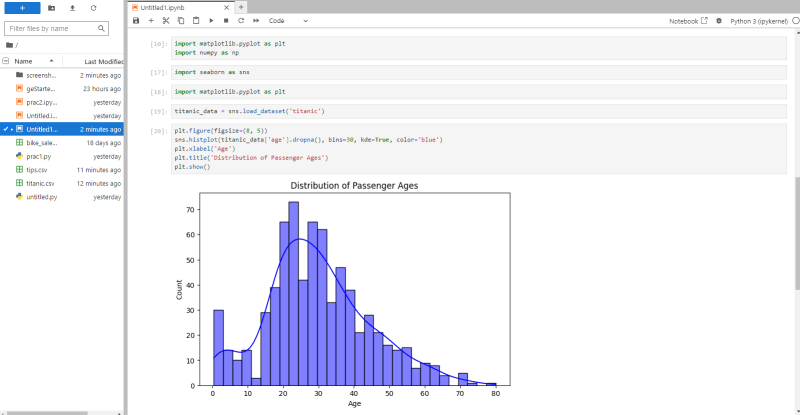 Untitled1.ipynb
Filter files by name
/
Name
Last Modified
screensh...
2 minutes ago
geStarte...
23 hours ago
prac2.ipy...
yesterday
Untitled.i...
yesterday
Untitled1...
2 minutes ago
bike_sale...
18 days ago
prac1.py
yesterday
tips.csv
11 minutes ago
titanic.csv
12 minutes ago
untitled.py
yesterday
Code
Notebook
Python 3 (ipykernel)
[16]:
import matplotlib.pyplot as plt
import numpy as np
[17]:
import seaborn as sns
[18]:
import matplotlib.pyplot as plt
[19]:
titanic_data = sns.load_dataset('titanic')
[20]:
plt.figure(figsize=(8, 5))
sns.histplot(titanic_data['age'].dropna(), bins=30, kde=True, color='blue')
plt.xlabel('Age')
plt.title('Distribution of Passenger Ages')
plt.show()
Distribution of Passenger Ages
70
60
50
40
30
20
10
0
Count
0 10 20 30 40 50 60 70 80
Age